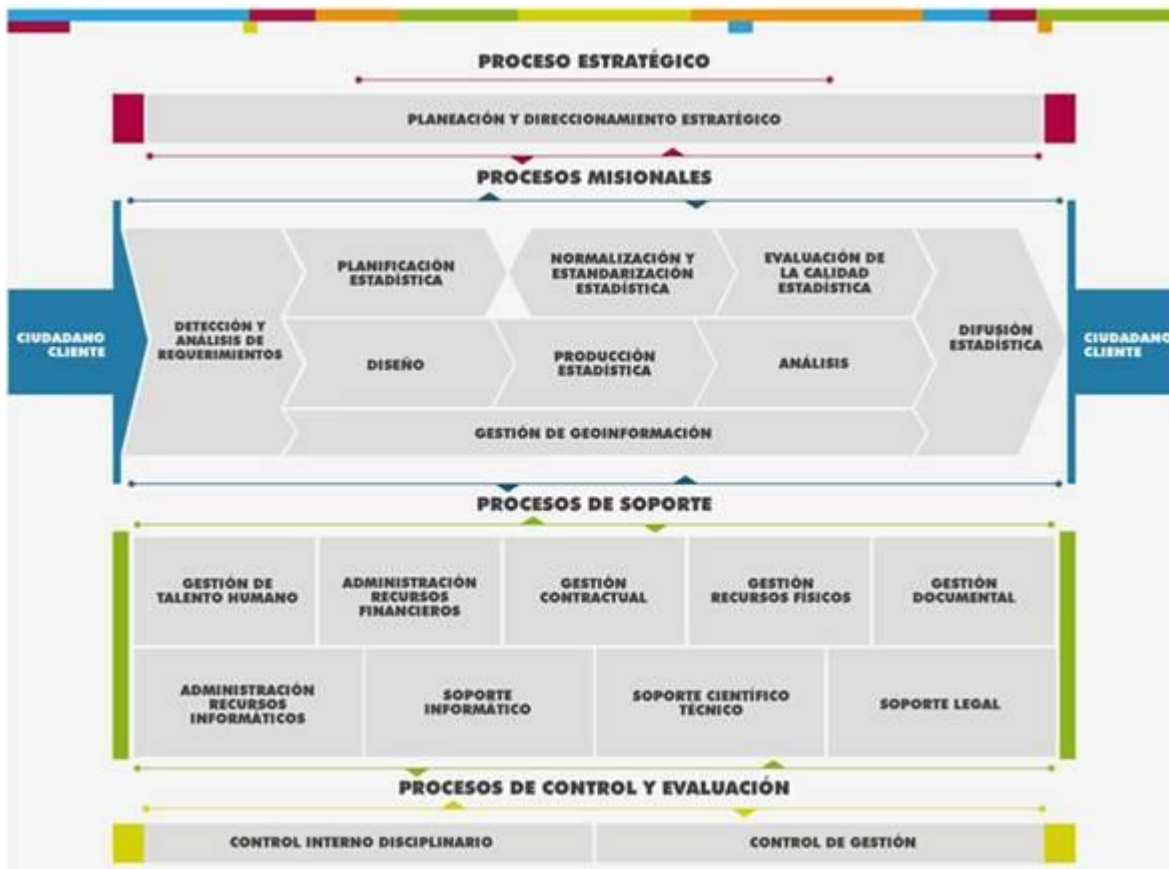 PROCESO ESTRATÉGICO
PLANEACIÓN Y DIRECCIONAMIENTO ESTRATÉGICO
PROCESOS MISIONALES
CIUDADANO
CLIENTE
DETECCIÓN Y
ANÁLISIS DE
REQUERIMIENTOS
PLANIFICACIÓN
ESTADÍSTICA
NORMALIZACIÓN Y
ESTANDARIZACIÓN
ESTADÍSTICA
EVALUACIÓN DE
LA CALIDAD
ESTADÍSTICA
DISEÑO
PRODUCCIÓN
ESTADÍSTICA
ANÁLISIS
GESTIÓN DE GEOINFORMACIÓN
DIFUSIÓN
ESTADÍSTICA
CIUDADANO
CLIENTE
PROCESOS DE SOPORTE
GESTIÓN DE
TALENTO HUMANO
ADMINISTRACIÓN
RECURSOS
FINANCIEROS
GESTIÓN
CONTRACTUAL
GESTIÓN
RECURSOS FÍSICOS
GESTIÓN
DOCUMENTAL
ADMINISTRACIÓN
RECURSOS
INFORMÁTICOS
SOPORTE
INFORMÁTICO
SOPORTE CIENTÍFICO
TÉCNICO
SOPORTE LEGAL
PROCESOS DE CONTROL Y EVALUACIÓN
CONTROL INTERNO DISCIPLINARIO
CONTROL DE GESTIÓN